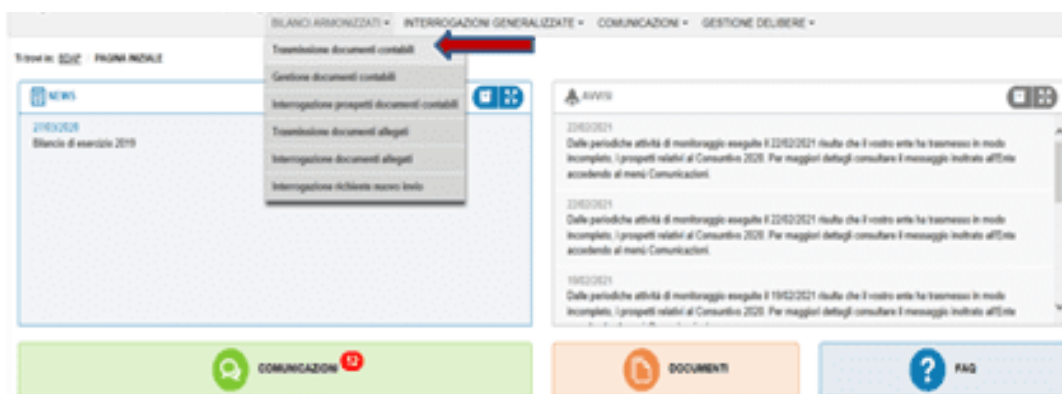 BILANCI ARMONIZZATI INTERROGAZIONI GENERALIZZATE COMUNICAZIONI GESTIONE DELIBERE
Trasmissione documenti contabili
Gestione documenti contabili
Interrogazione prospetti documenti contabili
Trasmissione documenti allegati
Interrogazione documenti allegati
Interrogazione richieste nuovo invio
Ti trovi in: BDAP PAGINA INIZIALE
NEWS
27/03/2020
Bilancio di esercizio 2019
AVVISI
22/02/2021
Dalle periodiche attività di monitoraggio eseguite il 22/02/2021 risulta che il vostro ente ha trasmesso in modo
incompleto, i prospetti relativi al Consuntivo 2020. Per maggiori dettagli consultare il messaggio inoltrato all'Ente
accedendo al menù Comunicazioni.
22/02/2021
Dalle periodiche attività di monitoraggio eseguite il 22/02/2021 risulta che il vostro ente ha trasmesso in modo
incompleto, i prospetti relativi al Consuntivo 2020. Per maggiori dettagli consultare il messaggio inoltrato all'Ente
accedendo al menù Comunicazioni.
19/02/2021
Dalle periodiche attività di monitoraggio eseguite il 19/02/2021 risulta che il vostro ente ha trasmesso in modo
incompleto, i prospetti relativi al Consuntivo 2020. Per maggiori dettagli consultare il messaggio inoltrato all'Ente
COMUNICAZIONI 12
DOCUMENTI
? FAQ